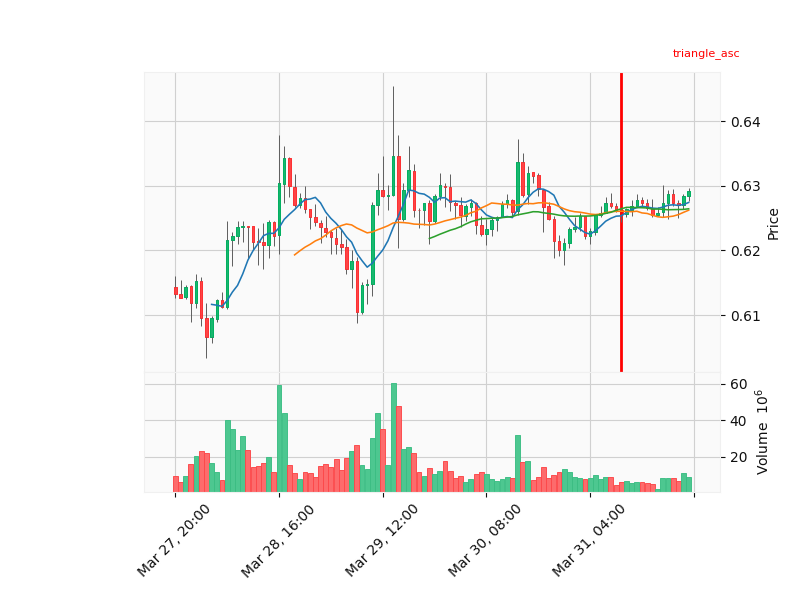 triangle_asc
0.64
0.63
0.62
0.61
Price
60
40
20
Volume 10^6
Mar 27, 20:00
Mar 28, 16:00
Mar 29, 12:00
Mar 30, 08:00
Mar 31, 04:00